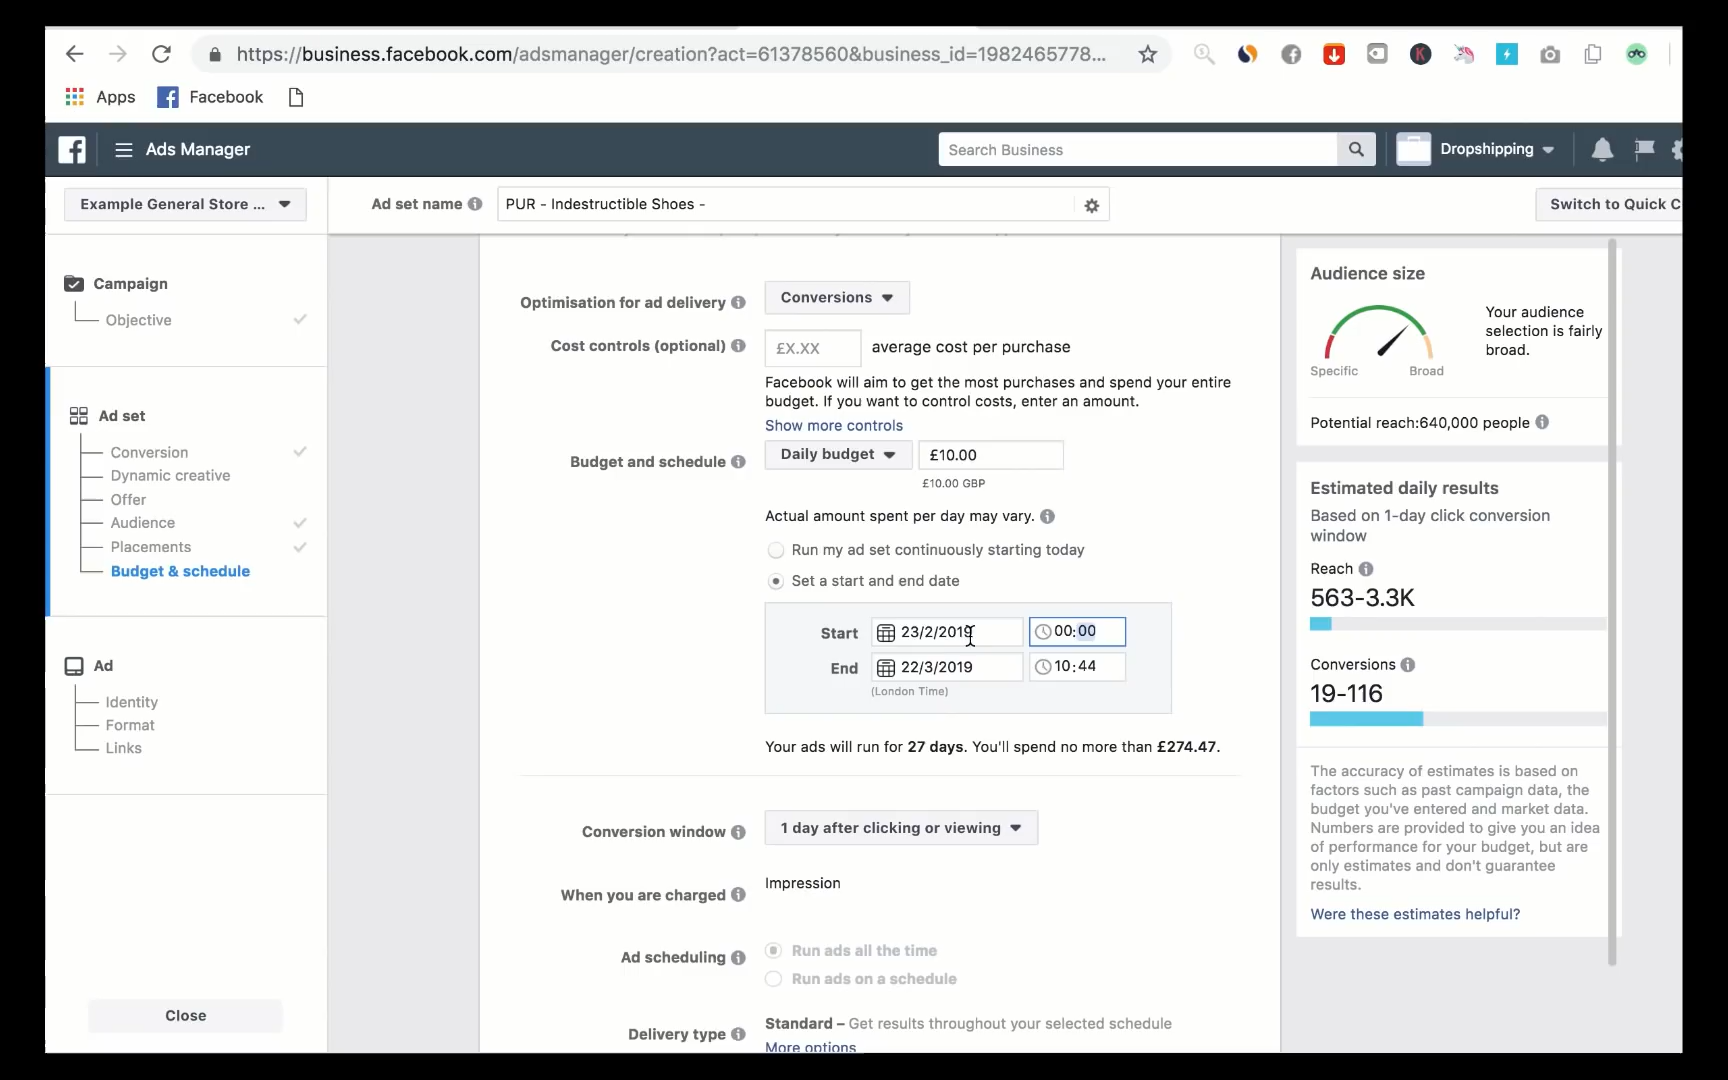 https://business.facebook.com/adsmanager/creation?act=61378560&business_id=1982465778...
Apps
Facebook
Ads Manager
Search Business
Dropshipping
Example General Store ...
Ad set name
PUR - Indestructible Shoes -
Switch to Quick C
Campaign
Objective
Ad set
Conversion
Dynamic creative
Offer
Audience
Placements
Budget & schedule
Ad
Identity
Format
Links
Close
Optimisation for ad delivery
Conversions
Cost controls (optional)
£X.XX
average cost per purchase
Facebook will aim to get the most purchases and spend your entire
budget. If you want to control costs, enter an amount.
Show more controls
Budget and schedule
Daily budget
£10.00
£10.00 GBP
Actual amount spent per day may vary.
Run my ad set continuously starting today
Set a start and end date
Start
23/2/2019
00:00
End
22/3/2019
10:44
(London Time)
Your ads will run for 27 days. You'll spend no more than £274.47.
Conversion window
1 day after clicking or viewing
When you are charged
Impression
Ad scheduling
Run ads all the time
Run ads on a schedule
Delivery type
Standard – Get results throughout your selected schedule
More options
Audience size
Your audience
selection is fairly
broad.
Specific
Broad
Potential reach:640,000 people
Estimated daily results
Based on 1-day click conversion
window
Reach
563-3.3K
Conversions
19-116
The accuracy of estimates is based on
factors such as past campaign data, the
budget you've entered and market data.
Numbers are provided to give you an idea
of performance for your budget, but are
only estimates and don't guarantee
results.
Were these estimates helpful?